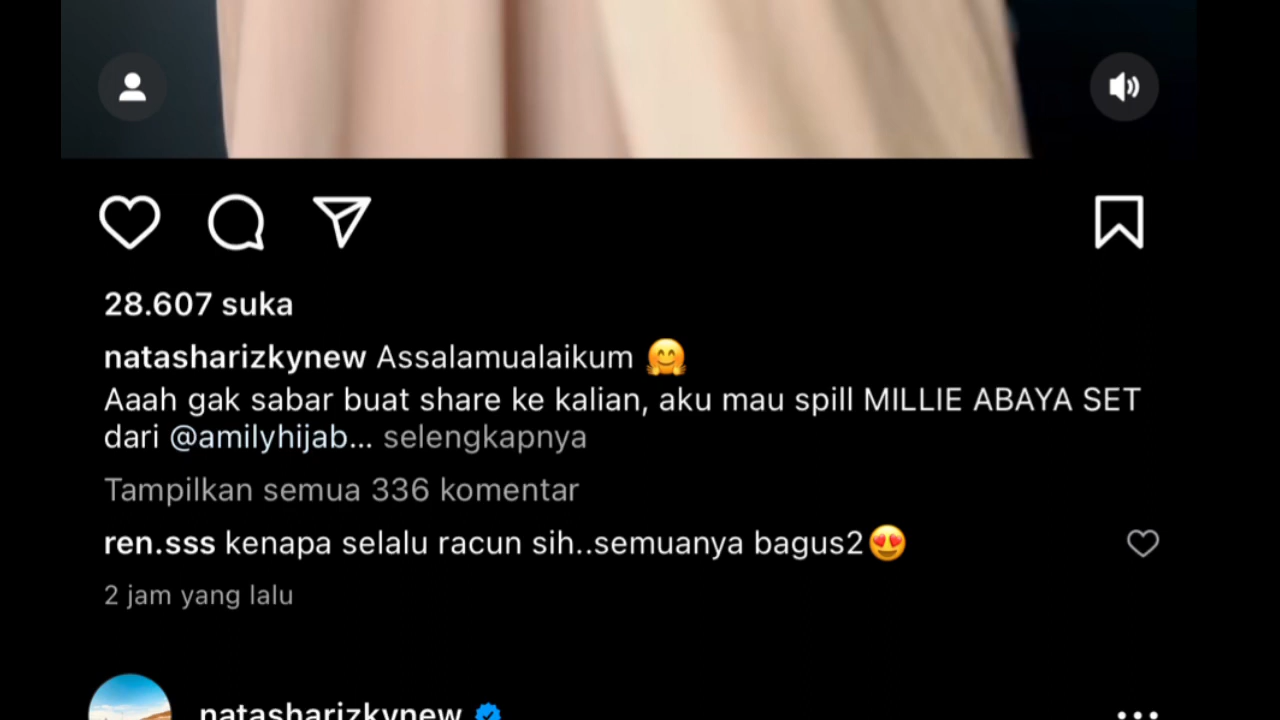 28.607 suka
natasharizkynew Assalamualaikum 🤗
Aaah gak sabar buat share ke kalian, aku mau spill MILLIE ABAYA SET
dari @amilyhijab... selengkapnya
Tampilkan semua 336 komentar
ren.sss kenapa selalu racun sih..semuanya bagus2😍
2 jam yang lalu
natasharizkynew